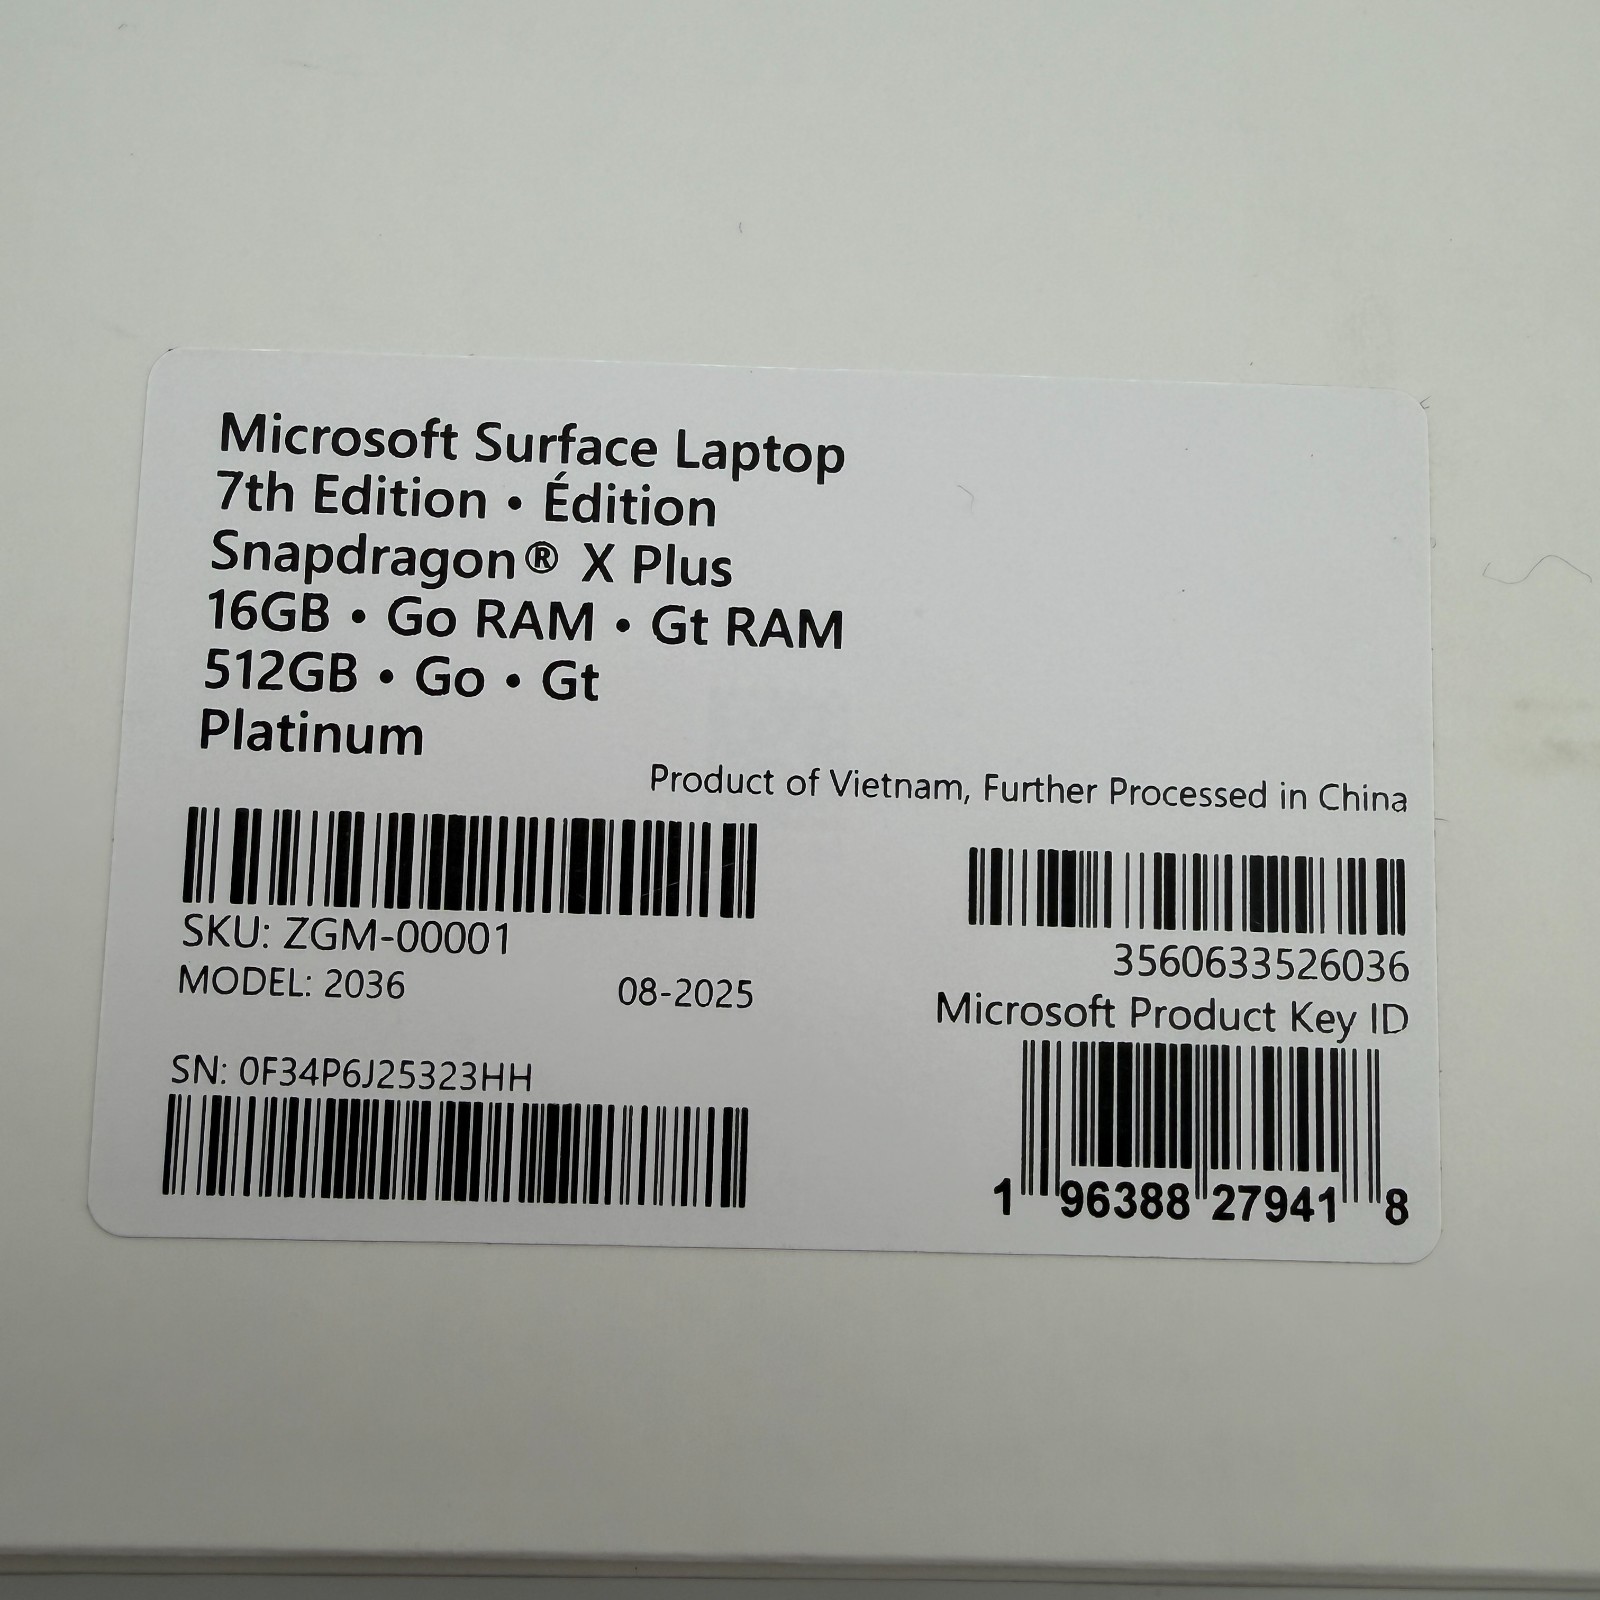 Microsoft Surface Laptop
7th Edition • Édition
Snapdragon® X Plus
16GB • Go RAM • Gt RAM
512GB • Go • Gt
Platinum
Product of Vietnam, Further Processed in China
SKU: ZGM-00001
MODEL: 2036 08-2025
SN: 0F34P6J25323HH
3560633526036
Microsoft Product Key ID
1 96388 27941 8